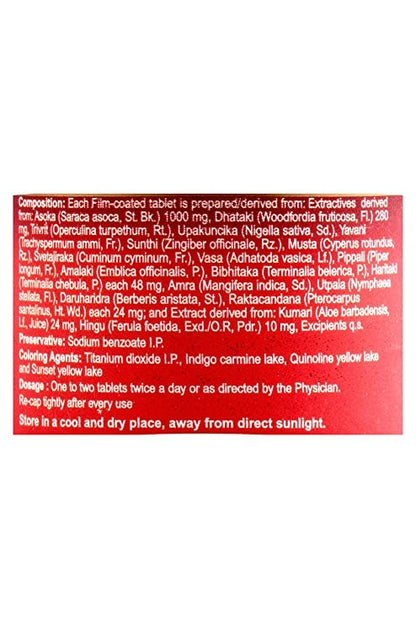 Composition: Each Film-coated tablet is prepared/derived from: Extractives derived
from: Asoka (Saraca asoca, St. Bk.) 1000 mg, Dhataki (Woodfordia fruticosa, Fl.) 280
mg, Trivrit (Operculina turpethum, Rt.), Upakuncika (Nigella sativa, Sd.), Yavani
(Trachyspermum ammi, Fr.), Sunthi (Zingiber officinale, Rz.), Musta (Cyperus rotundus,
Rz.), Svetajiraka (Cuminum cyminum, Fr.), Vasa (Adhatoda vasica, Lf.), Pippali (Piper
longum, Fr.), Amalaki (Emblica officinalis, P.), Bibhitaka (Terminalia belerica, P.), Haritaki
(Terminalia chebula, P.) each 48 mg, Amra (Mangifera indica, Sd.), Utpala (Nymphaea
stellata, Fl.), Daruharidra (Berberis aristata, St.), Raktacandana (Pterocarpus
santalinus, Ht. Wd.) each 24 mg; and Extract derived from: Kumari (Aloe barbadensis,
Lf., Juice) 24 mg, Hingu (Ferula foetida, Exd./O.R, Pdr.) 10 mg, Excipients q.s.
Preservative: Sodium benzoate I.P.
Coloring Agents: Titanium dioxide I.P., Indigo carmine lake, Quinoline yellow lake
and Sunset yellow lake
Dosage : One to two tablets twice a day or as directed by the Physician.
Re-cap tightly after every use
Store in a cool and dry place, away from direct sunlight.